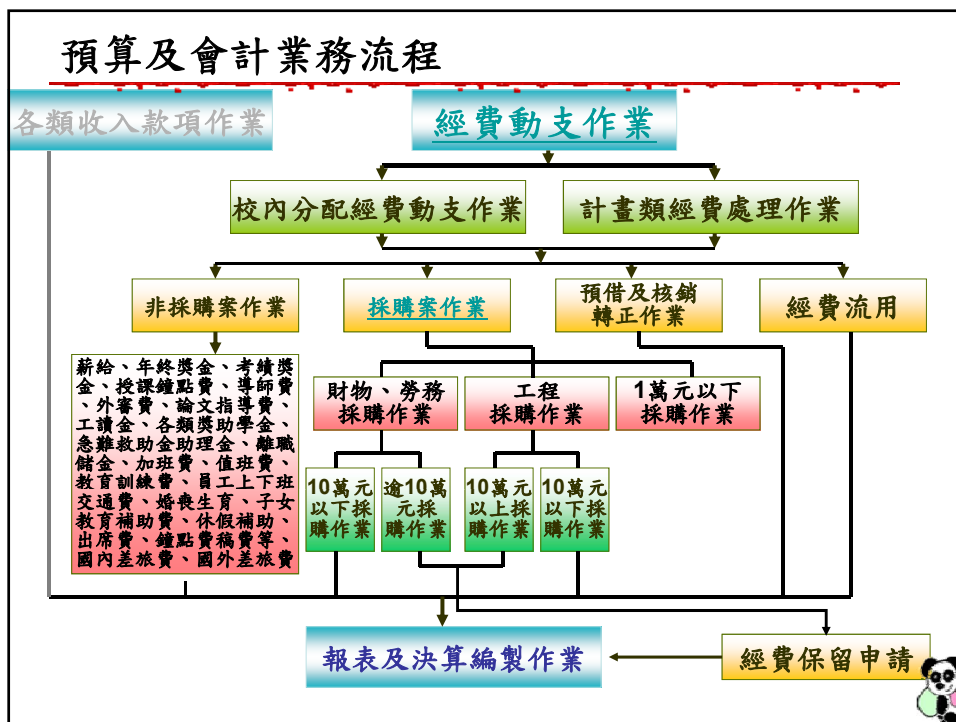 預算及會計業務流程
各類收入款項作業
經費動支作業
校內分配經費動支作業
計畫類經費處理作業
非採購案作業
採購案作業
預借及核銷
轉正作業
經費流用
薪給、年終獎金、考績獎
金、授課鐘點費、導師費
、外審費、論文指導費、
工讀金、各類獎助學金、
急難救助金助理金、離職
儲金、加班費、值班費、
教育訓練費、員工上下班
交通費、婚喪生育、子女
教育補助費、休假補助、
出席費、鐘點費稿費等、
國內差旅費、國外差旅費
財物、勞務
採購作業
工程
採購作業
1萬元以下
採購作業
10萬元
以下採
購作業
逾10萬
元採
購作業
10萬元
以上採
購作業
10萬元
以下採
購作業
報表及決算編製作業
經費保留申請